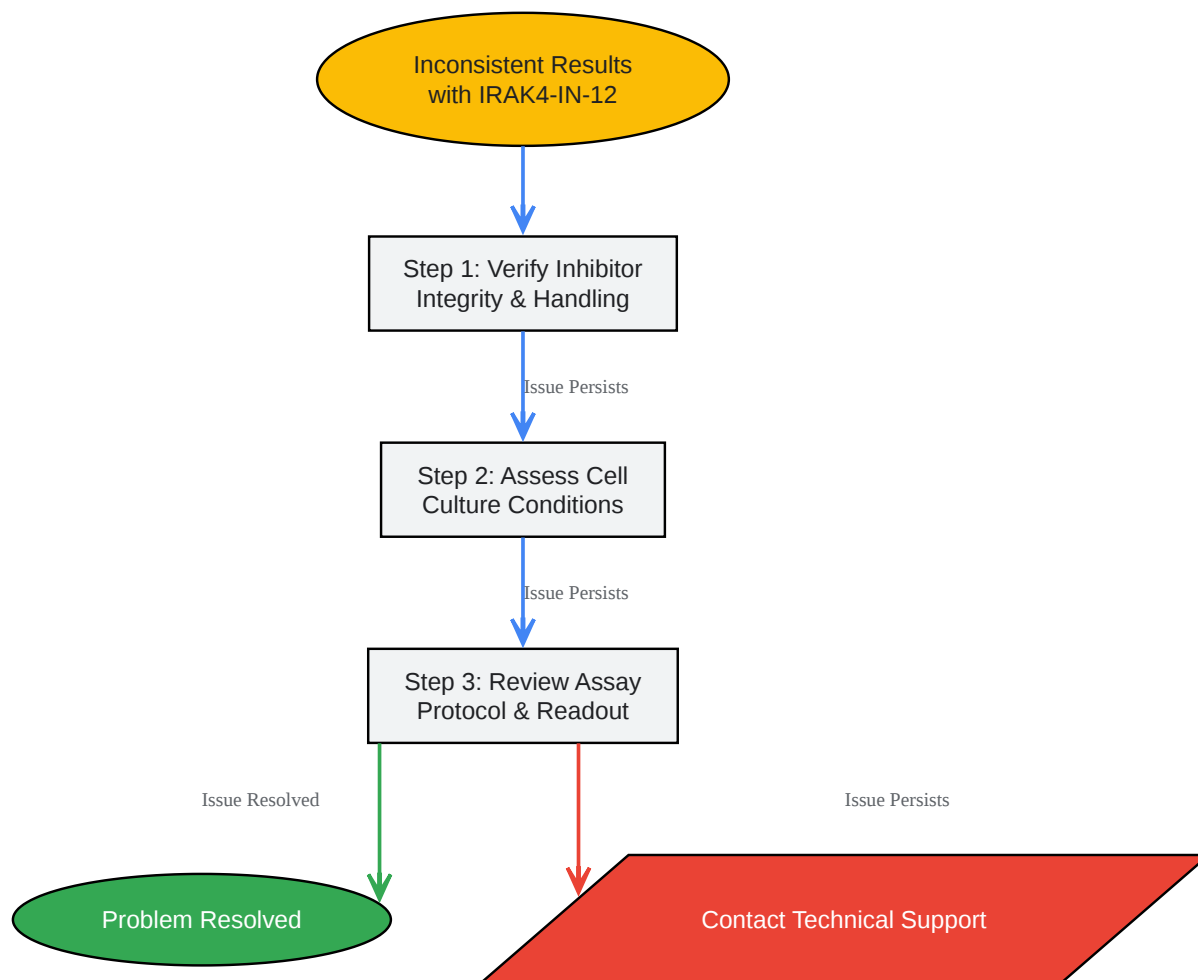 Inconsistent Results
with IRAK4-IN-12
Step 1: Verify Inhibitor
Integrity & Handling
Issue Persists
Step 2: Assess Cell
Culture Conditions
Issue Persists
Step 3: Review Assay
Protocol & Readout
Issue Resolved
Issue Persists
Problem Resolved
Contact Technical Support